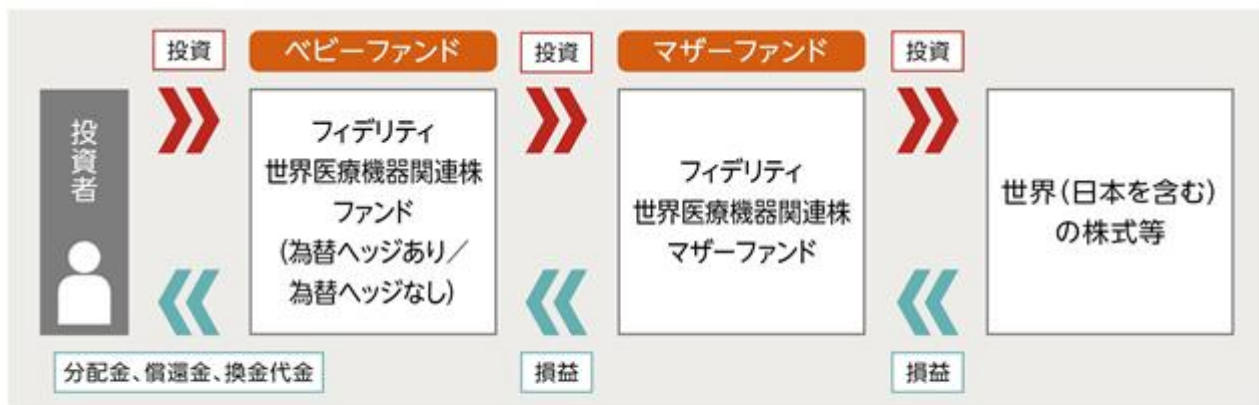 投資
ベビーファンド
投資
マザーファンド
投資
投資者
フィデリティ
世界医療機器関連株
ファンド
(為替ヘッジあり／
為替ヘッジなし)
フィデリティ
世界医療機器関連株
マザーファンド
世界(日本を含む)
の株式等
分配金、償還金、換金代金
損益
損益